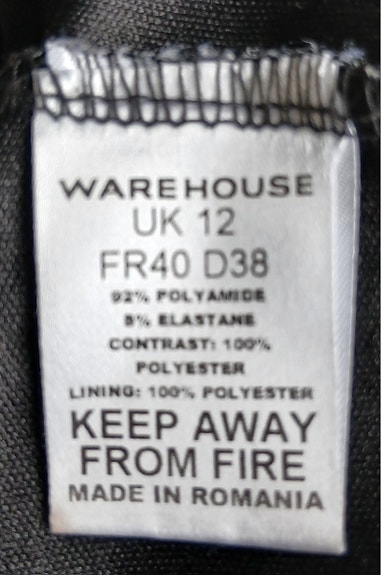 WAREHOUSE
UK 12
FR40 D38
92% POLYAMIDE
8% ELASTANE
CONTRAST: 100%
POLYESTER
LINING: 100% POLYESTER
KEEP AWAY
FROM FIRE
MADE IN ROMANIA